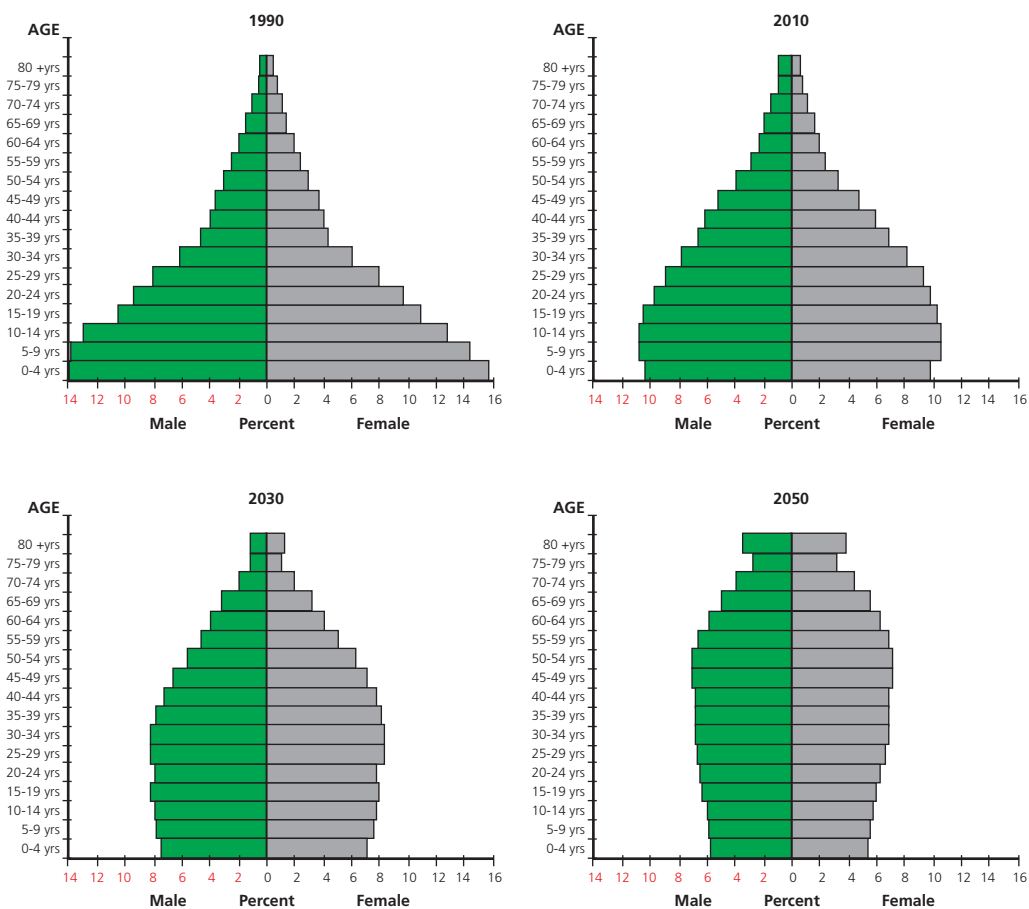 1990
AGE
80 +yrs
75-79 yrs
70-74 yrs
65-69 yrs
60-64 yrs
55-59 yrs
50-54 yrs
45-49 yrs
40-44 yrs
35-39 yrs
30-34 yrs
25-29 yrs
20-24 yrs
15-19 yrs
10-14 yrs
5-9 yrs
0-4 yrs
14 12 10 8 6 4 2 0 2 4 6 8 10 12 14 16
Male Percent Female
2010
AGE
80 +yrs
75-79 yrs
70-74 yrs
65-69 yrs
60-64 yrs
55-59 yrs
50-54 yrs
45-49 yrs
40-44 yrs
35-39 yrs
30-34 yrs
25-29 yrs
20-24 yrs
15-19 yrs
10-14 yrs
5-9 yrs
0-4 yrs
14 12 10 8 6 4 2 0 2 4 6 8 10 12 14 16
Male Percent Female
2030
AGE
80 +yrs
75-79 yrs
70-74 yrs
65-69 yrs
60-64 yrs
55-59 yrs
50-54 yrs
45-49 yrs
40-44 yrs
35-39 yrs
30-34 yrs
25-29 yrs
20-24 yrs
15-19 yrs
10-14 yrs
5-9 yrs
0-4 yrs
14 12 10 8 6 4 2 0 2 4 6 8 10 12 14 16
Male Percent Female
2050
AGE
80 +yrs
75-79 yrs
70-74 yrs
65-69 yrs
60-64 yrs
55-59 yrs
50-54 yrs
45-49 yrs
40-44 yrs
35-39 yrs
30-34 yrs
25-29 yrs
20-24 yrs
15-19 yrs
10-14 yrs
5-9 yrs
0-4 yrs
14 12 10 8 6 4 2 0 2 4 6 8 10 12 14 16
Male Percent Female